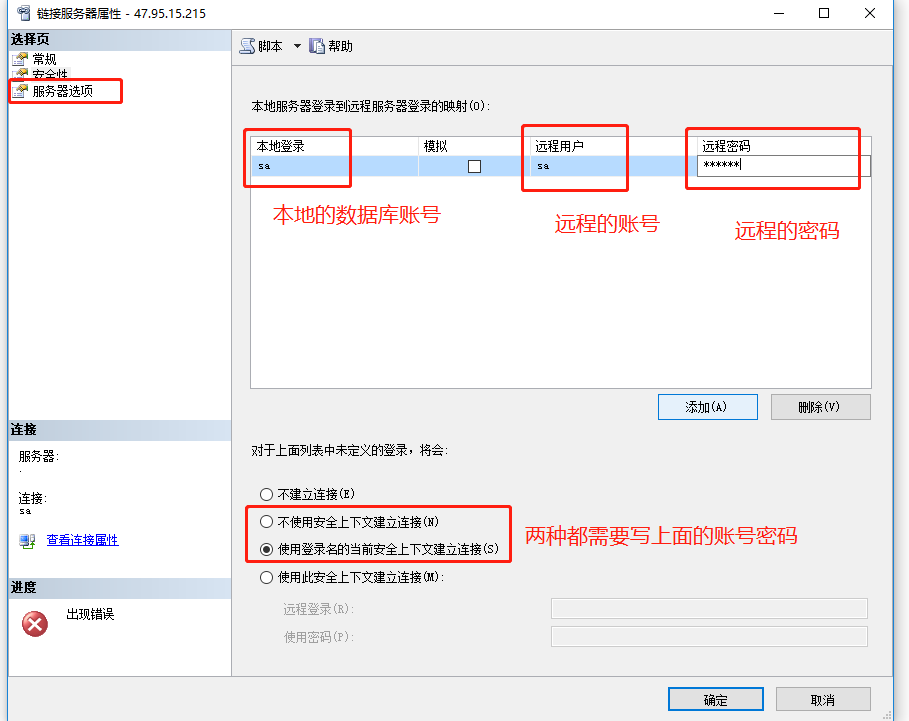 链接服务器属性 - 47.95.15.215
选择页
常规
安全性
服务器选项
脚本
帮助
本地服务器登录到远程服务器登录的映射(O):
本地登录 模拟 远程用户 远程密码
sa sa ******
本地的数据库账号
远程的账号
远程的密码
添加(A) 删除(V)
连接
服务器:
.
连接:
sa
查看连接属性
进度
出现错误
对于上面列表中未定义的登录，将会:
不建立连接(E)
不使用安全上下文建立连接(N)
使用登录名的当前安全上下文建立连接(S)
两种都需要写上面的账号密码
使用此安全上下文建立连接(M):
远程登录(R):
使用密码(P):
确定 取消